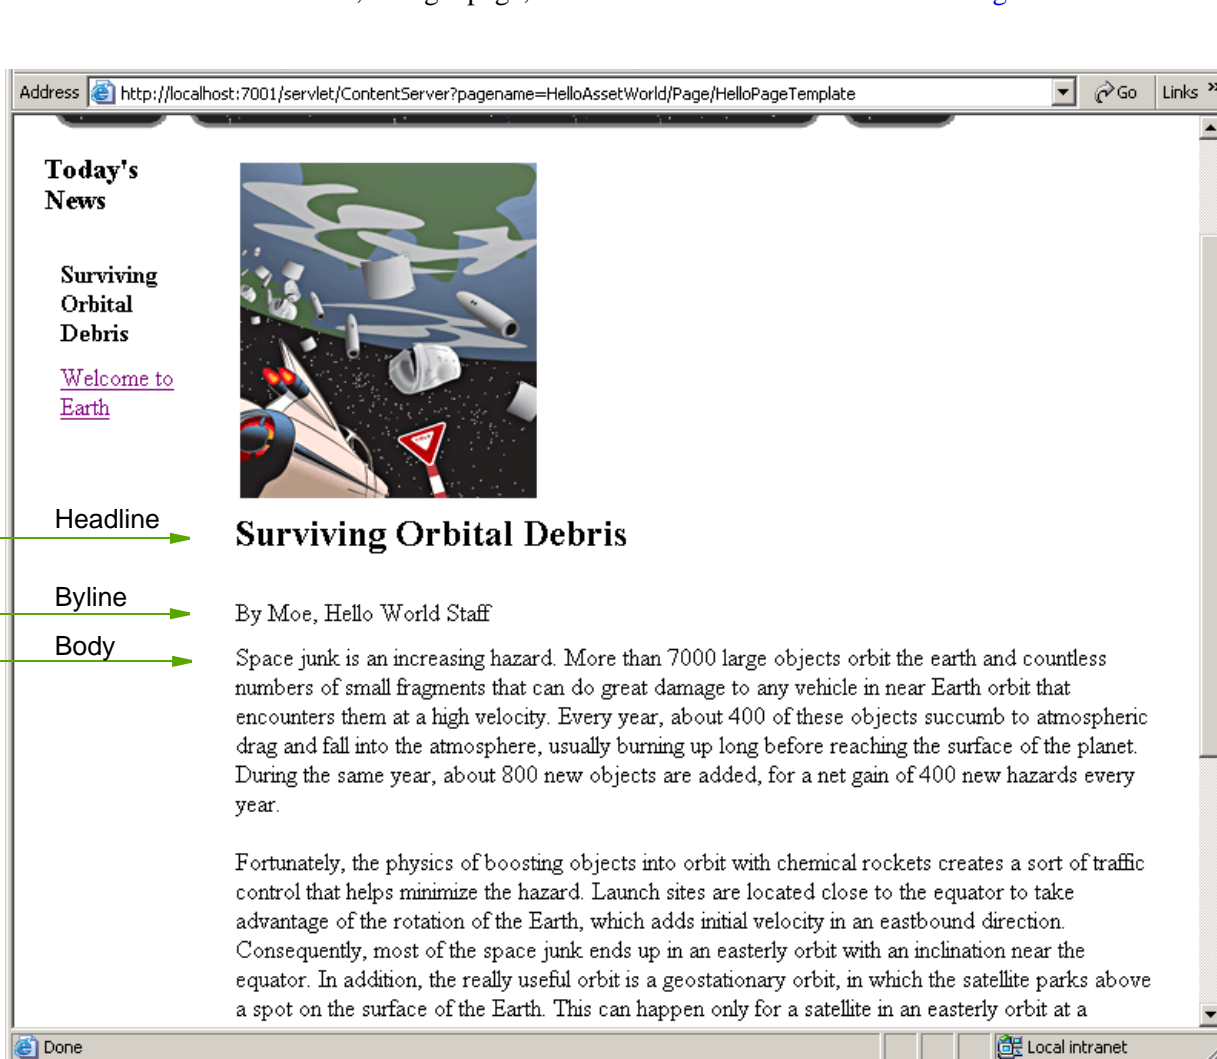 Address http://localhost:7001/servlet/ContentServer?pagename=HelloAssetWorld/Page/HelloPageTemplate Go Links »
Today's
News
Surviving
Orbital
Debris
Welcome to
Earth
Headline
Surviving Orbital Debris
Byline
By Moe, Hello World Staff
Body
Space junk is an increasing hazard. More than 7000 large objects orbit the earth and countless
numbers of small fragments that can do great damage to any vehicle in near Earth orbit that
encounters them at a high velocity. Every year, about 400 of these objects succumb to atmospheric
drag and fall into the atmosphere, usually burning up long before reaching the surface of the planet.
During the same year, about 800 new objects are added, for a net gain of 400 new hazards every
year.
Fortunately, the physics of boosting objects into orbit with chemical rockets creates a sort of traffic
control that helps minimize the hazard. Launch sites are located close to the equator to take
advantage of the rotation of the Earth, which adds initial velocity in an eastbound direction.
Consequently, most of the space junk ends up in an easterly orbit with an inclination near the
equator. In addition, the really useful orbit is a geostationary orbit, in which the satellite parks above
a spot on the surface of the Earth. This can happen only for a satellite in an easterly orbit at a
Done
Local intranet